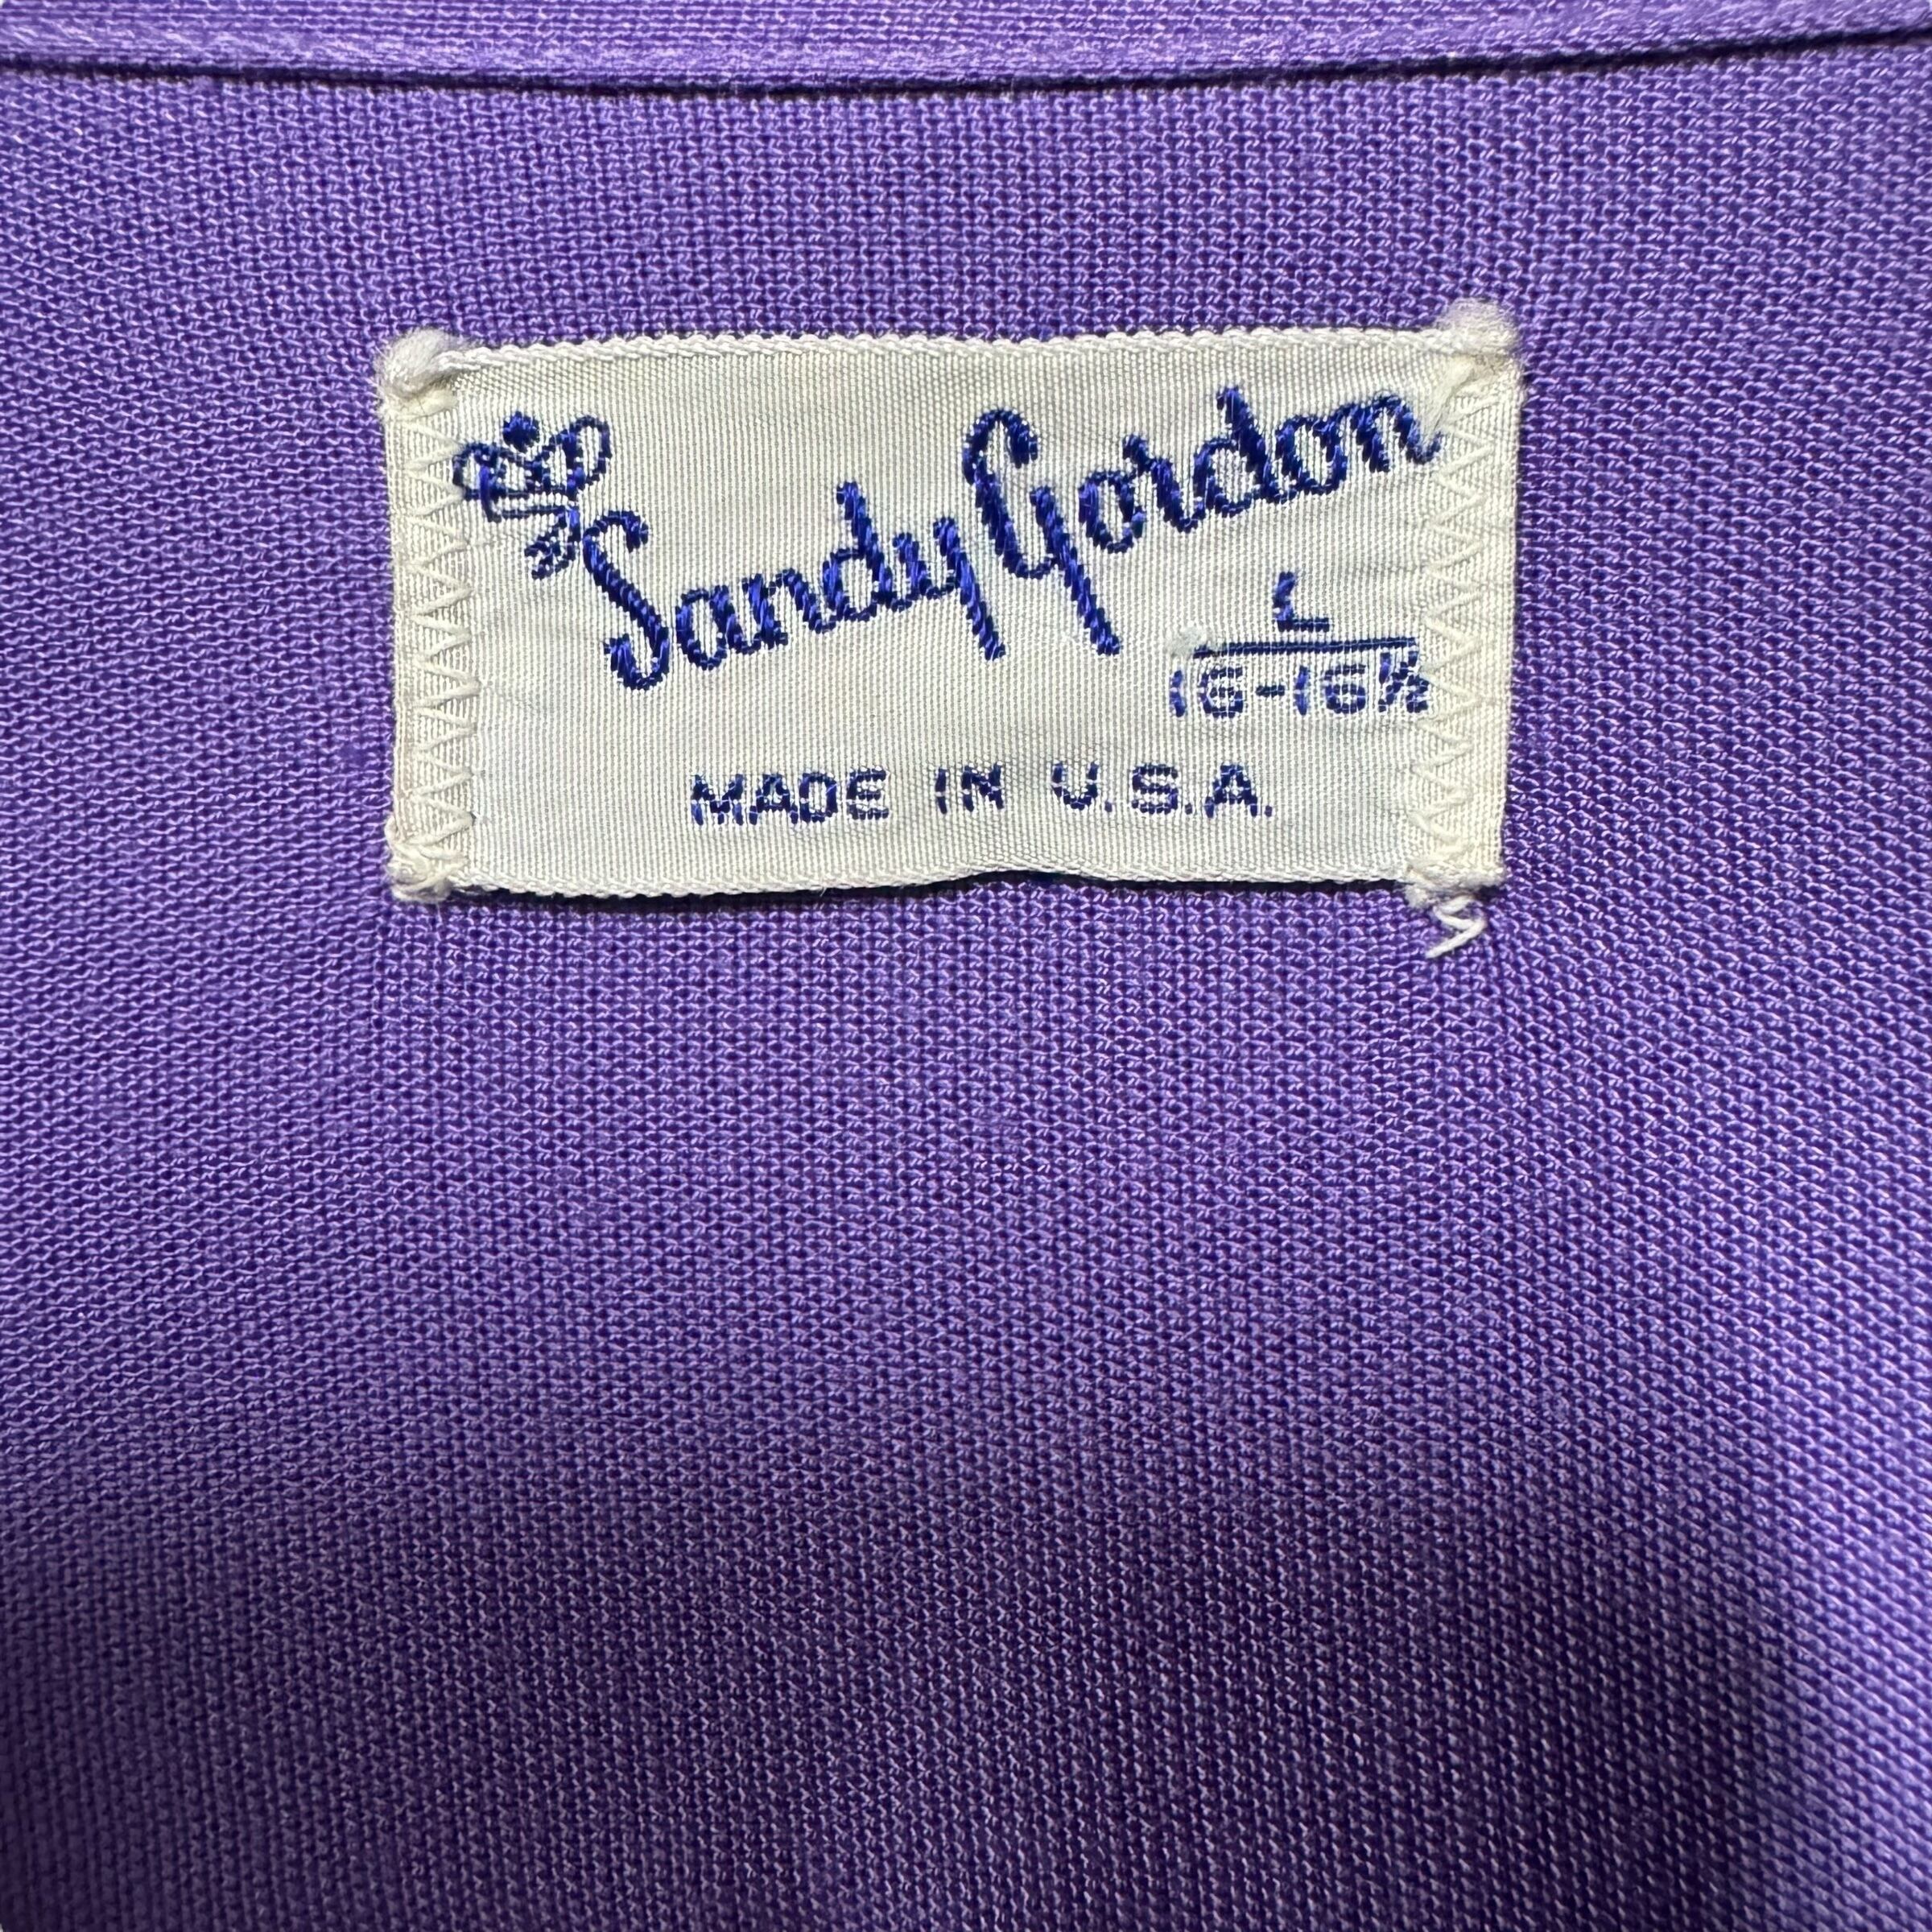 Sandy Gordon
L
16-16½
MADE IN U.S.A.